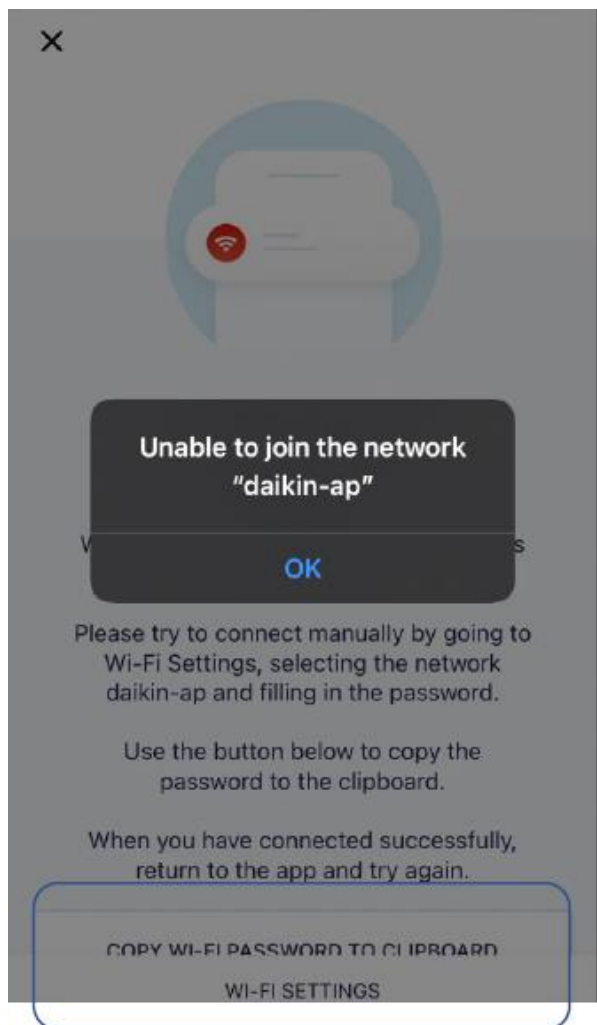 Unable to join the network
“daikin-ap”
OK
Please try to connect manually by going to
Wi-Fi Settings, selecting the network
daikin-ap and filling in the password.
Use the button below to copy the
password to the clipboard.
When you have connected successfully,
return to the app and try again.
COPY WI-FI PASSWORD TO CLIPBOARD
WI-FI SETTINGS